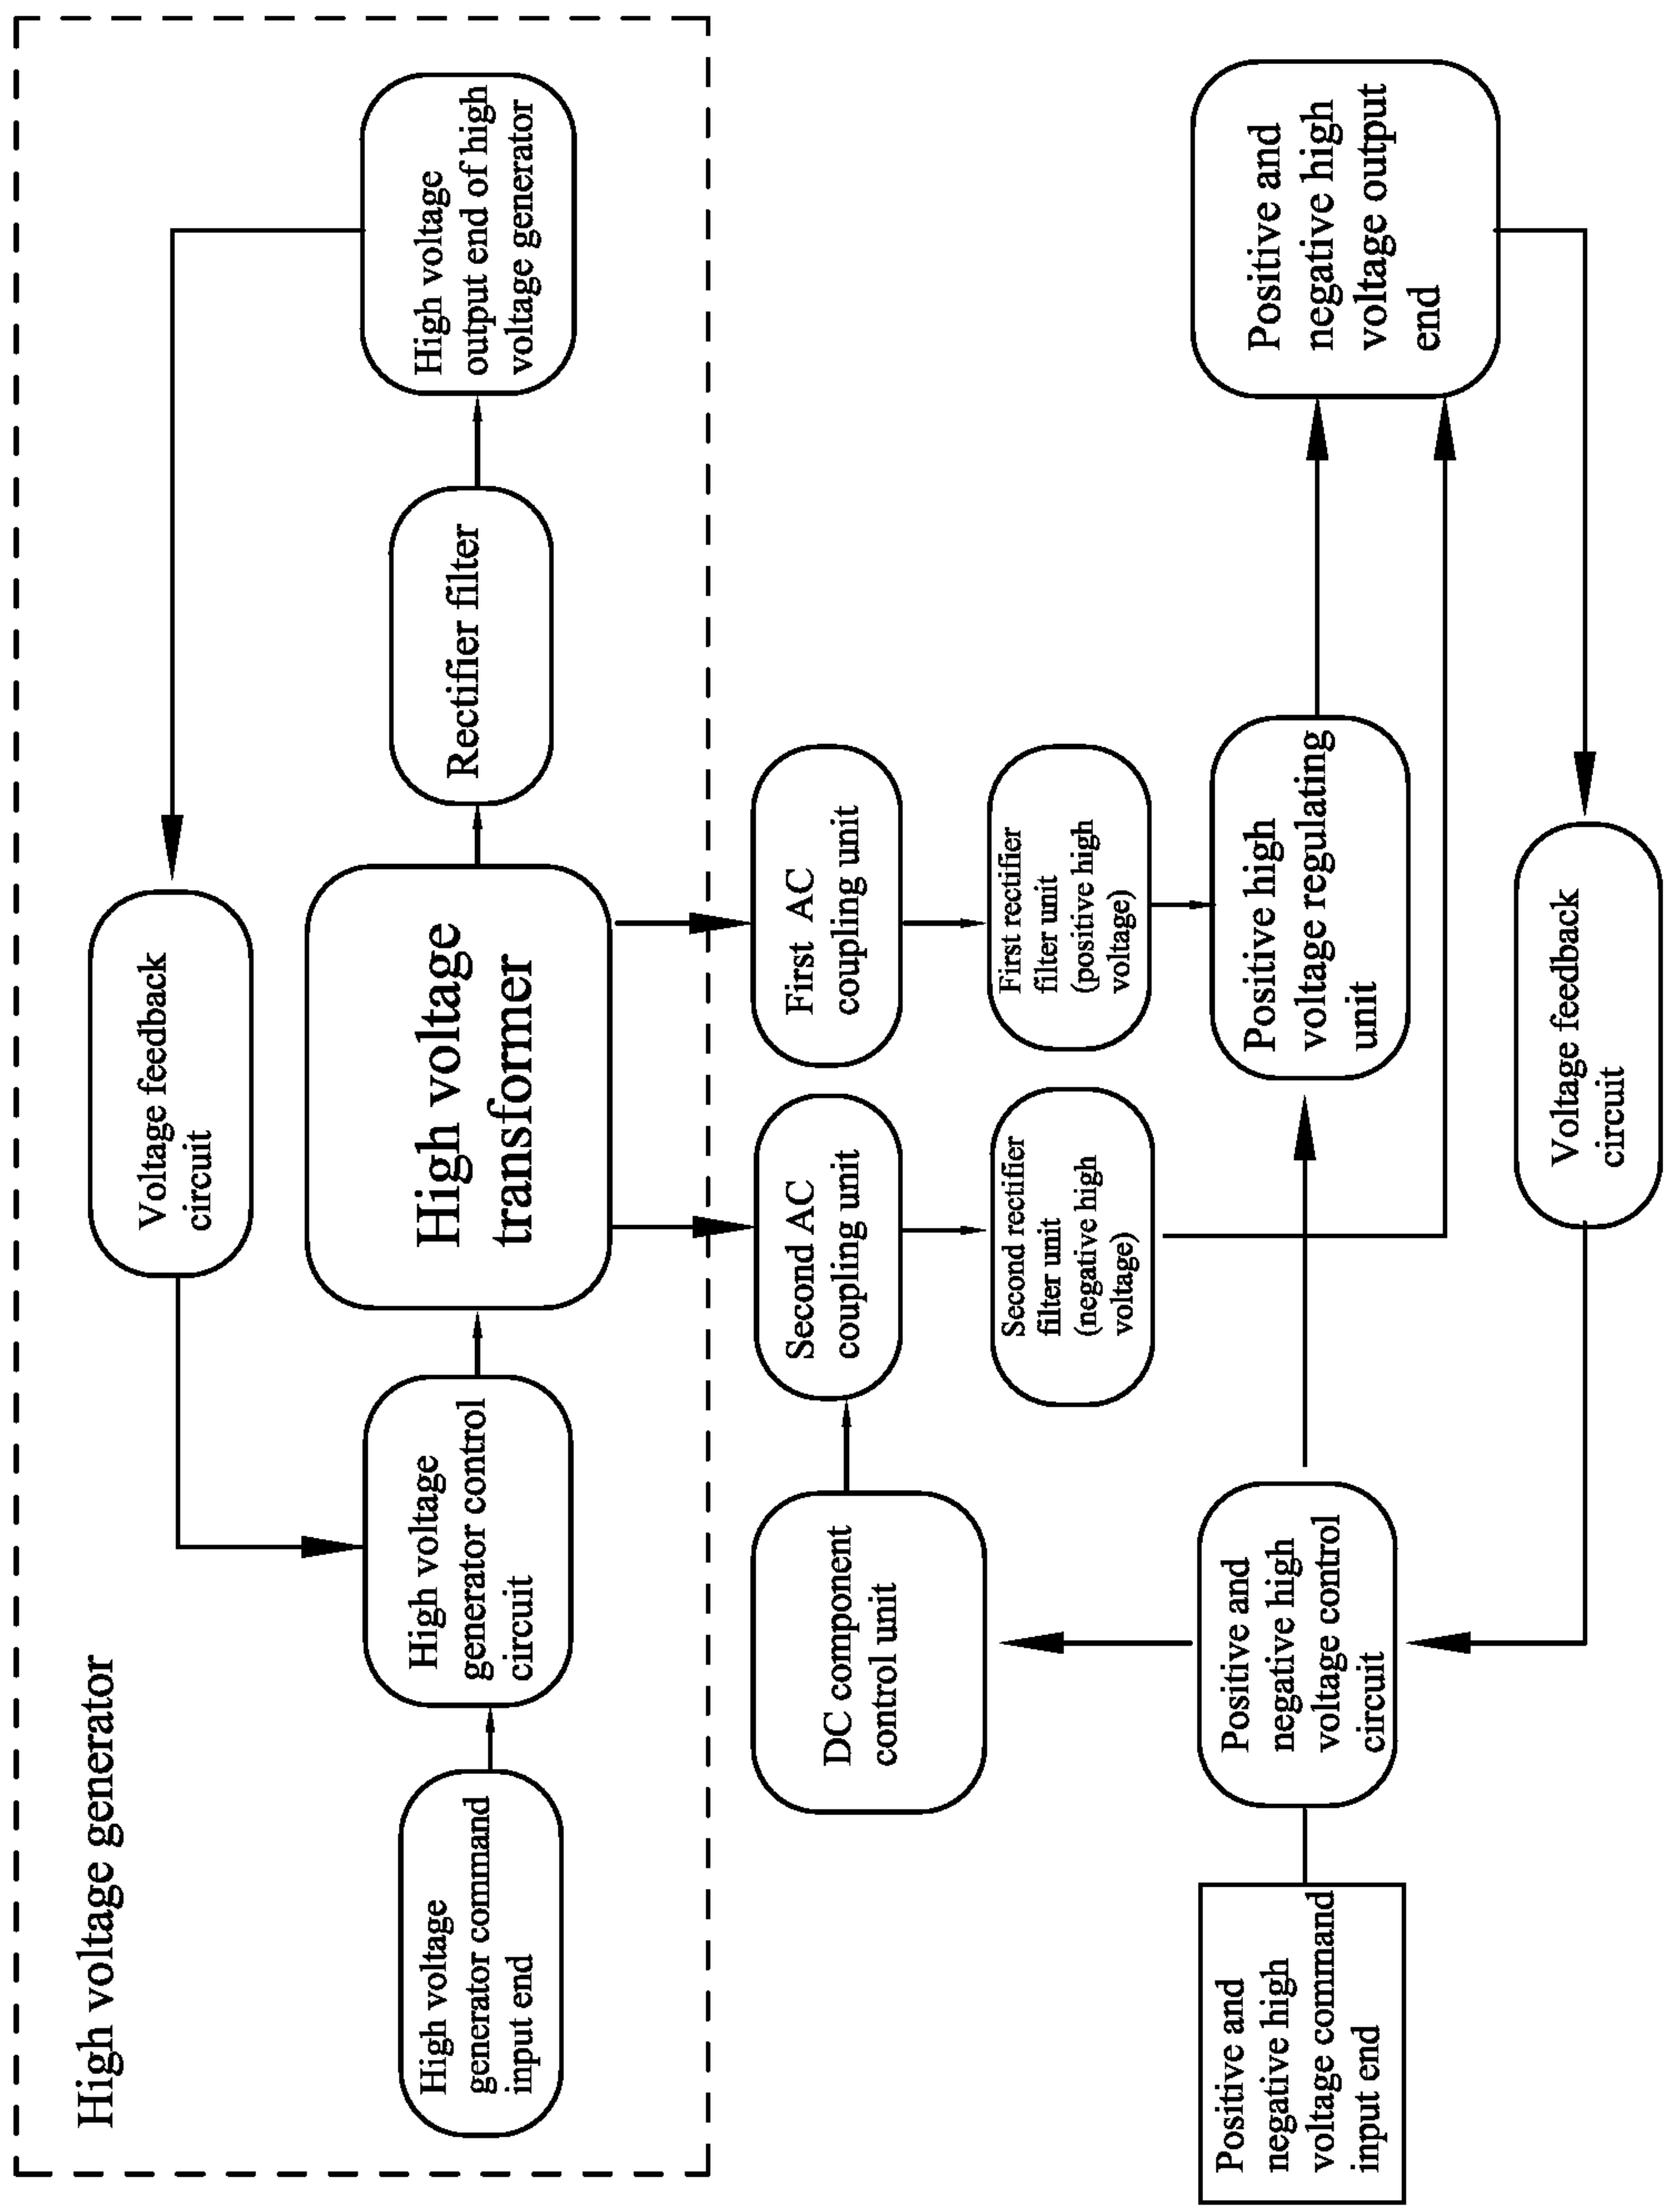 High voltage generator
Voltage feedback
circuit
High voltage
generator command
input end
High voltage
generator control
circuit
High voltage
transformer
Rectifier filter
High voltage
output end of high
voltage generator
DC component
control unit
Second AC
coupling unit
First AC
coupling unit
Second rectifier
filter unit
(negative high
voltage)
First rectifier
filter unit
(positive high
voltage)
Positive and
negative high
voltage command
input end
Positive and
negative high
voltage control
circuit
Positive high
voltage regulating
unit
Positive and
negative high
voltage output
end
Voltage feedback
circuit